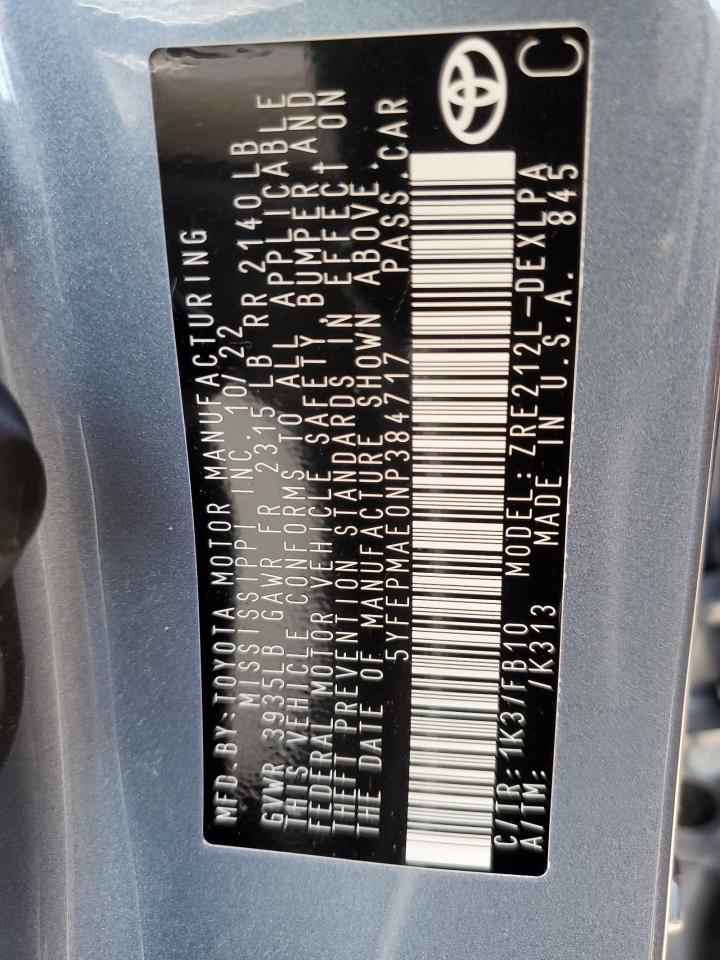 MFD. BY: TOYOTA MOTOR MANUFACTURING
MISSISSIPPI INC. 10/22
GVWR 3935LB GAWR FR 2315LB RR 2140LB
THIS VEHICLE CONFORMS TO ALL APPLICABLE
FEDERAL MOTOR VEHICLE SAFETY, BUMPER, AND
THEFT PREVENTION STANDARDS IN EFFECT ON
THE DATE OF MANUFACTURE SHOWN ABOVE.
5YFEPMAE0NP384717 PASS.CAR
C/TR: 1K3/FB10 MODEL: ZRE212L-DEXLPA
A/TM: /K313 MADE IN U.S.A. 845
C